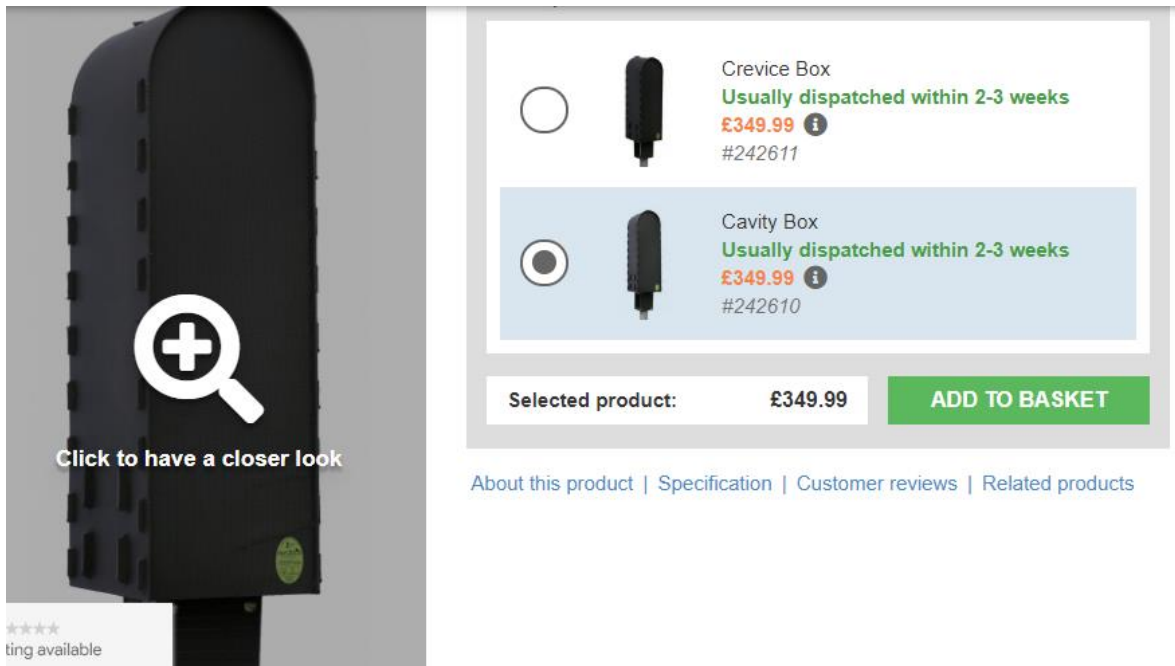 Crevice Box
Usually dispatched within 2-3 weeks
£349.99
#242611
Cavity Box
Usually dispatched within 2-3 weeks
£349.99
#242610
Selected product: £349.99
ADD TO BASKET
About this product | Specification | Customer reviews | Related products
Click to have a closer look
ting available